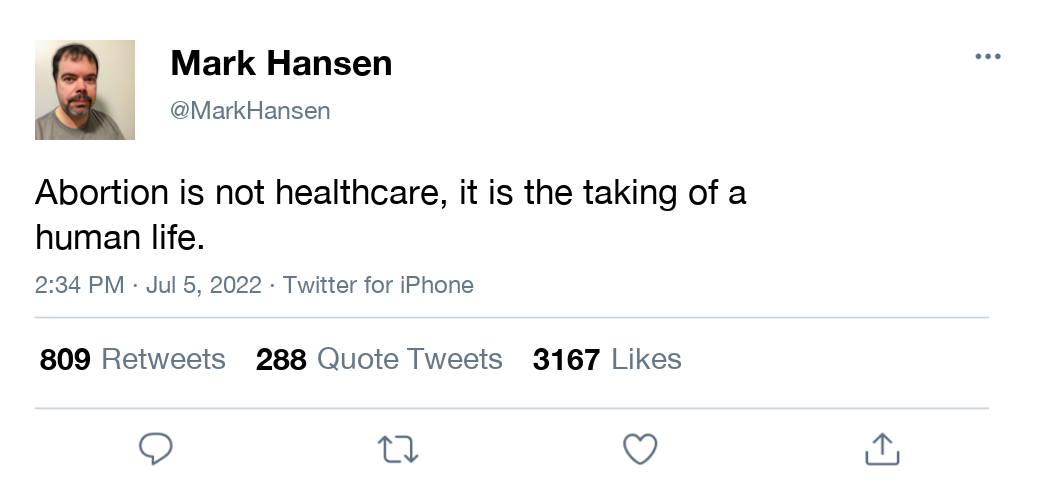 Mark Hansen
@MarkHansen
Abortion is not healthcare, it is the taking of a
human life.
2:34 PM · Jul 5, 2022 · Twitter for iPhone
809 Retweets 288 Quote Tweets 3167 Likes